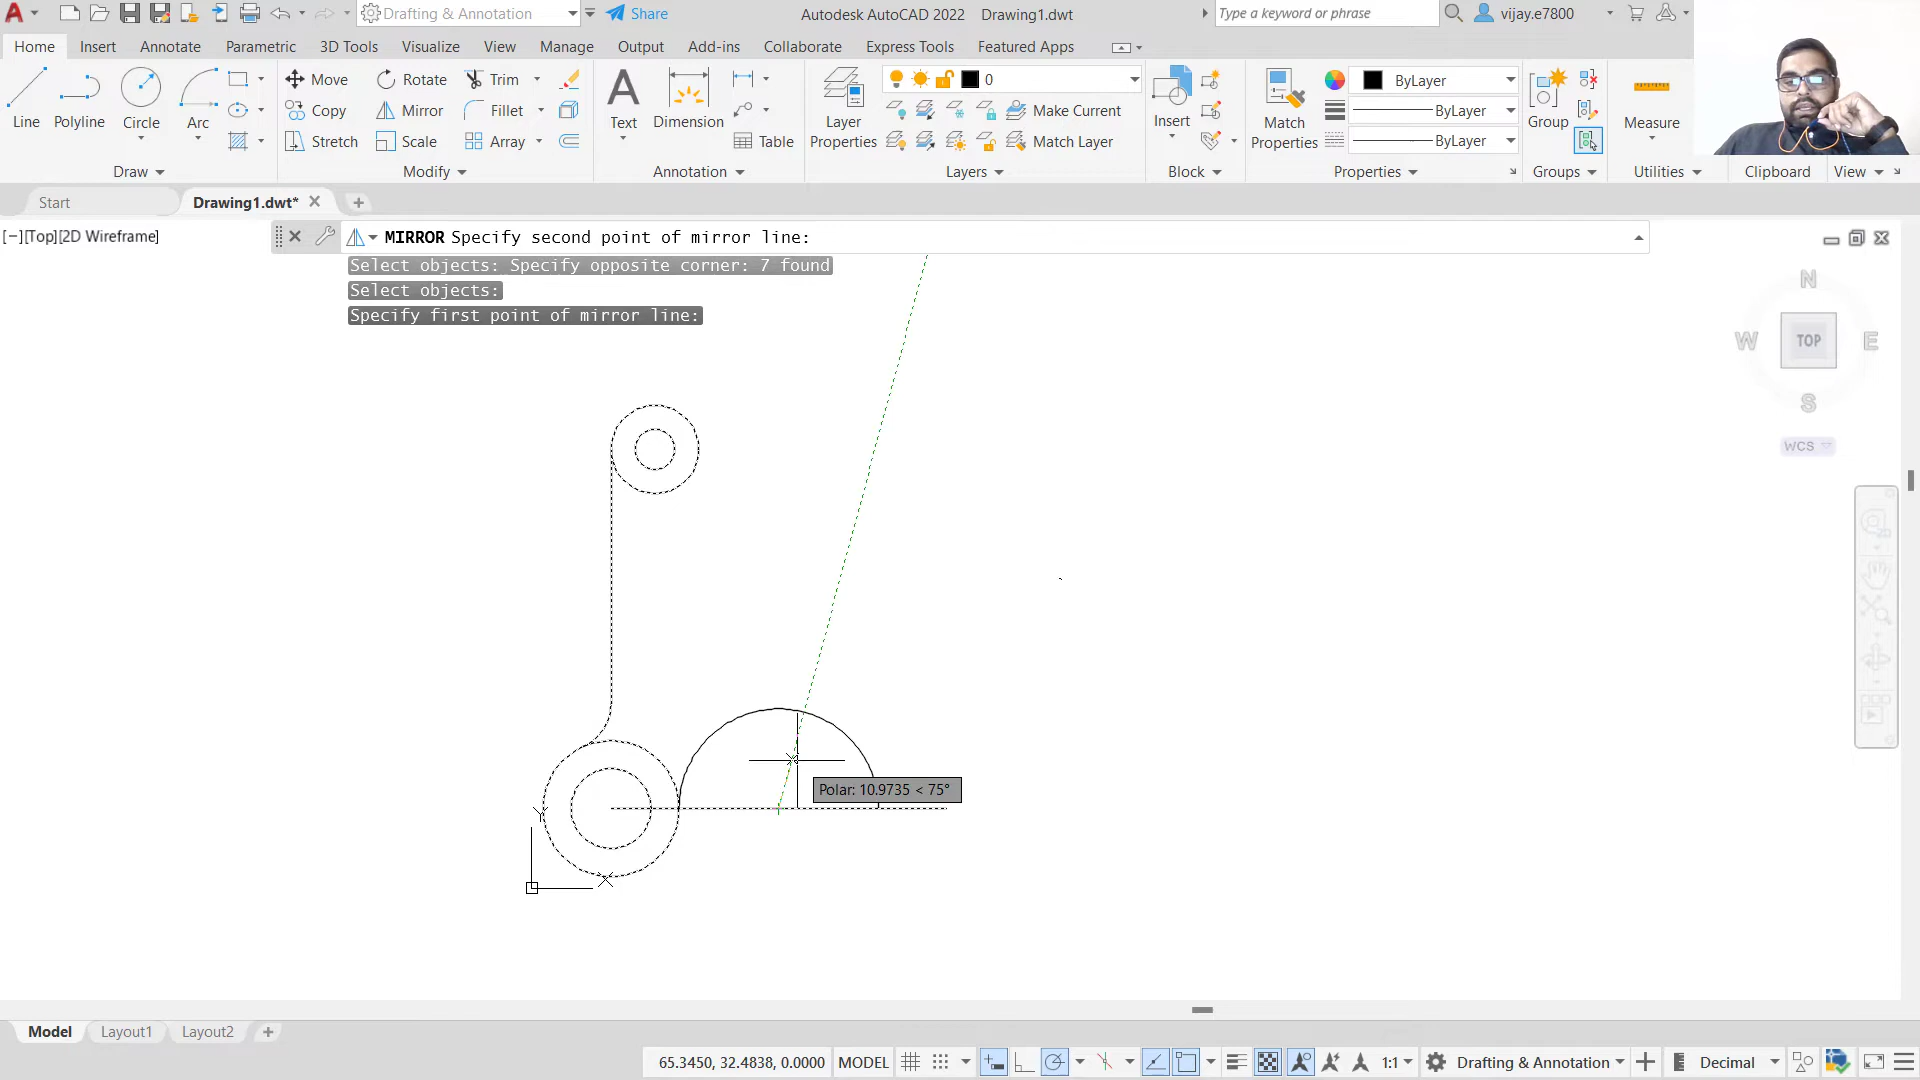 Drafting & Annotation
Share
Autodesk AutoCAD 2022 Drawing1.dwt
Type a keyword or phrase
vijay.e7800
Home Insert Annotate Parametric 3D Tools Visualize View Manage Output Add-ins Collaborate Express Tools Featured Apps
Line Polyline Circle Arc
Move Rotate Trim
Copy Mirror Fillet
Stretch Scale Array
Text Dimension Table
Layer Properties
0
Make Current
Match Layer
Insert
Match Properties
ByLayer
ByLayer
ByLayer
Group
Measure
Draw Modify Annotation Layers Block Properties Groups Utilities Clipboard View
Start Drawing1.dwt*
[−][Top][2D Wireframe]
MIRROR Specify second point of mirror line:
Select objects: Specify opposite corner: 7 found
Select objects:
Specify first point of mirror line:
N
W TOP E
S
WCS
Polar: 10.9735 < 75°
Y
X
Model Layout1 Layout2
65.3450, 32.4838, 0.0000 MODEL 1:1 Drafting & Annotation Decimal